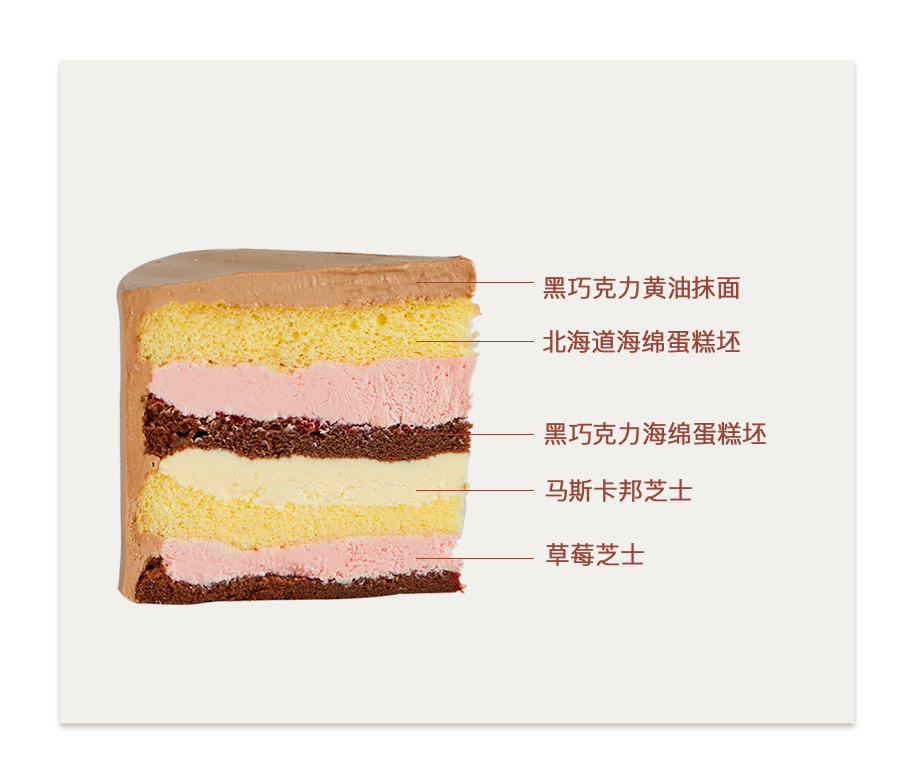 黑巧克力黄油抹面
北海道海绵蛋糕坯
黑巧克力海绵蛋糕坯
马斯卡邦芝士
草莓芝士